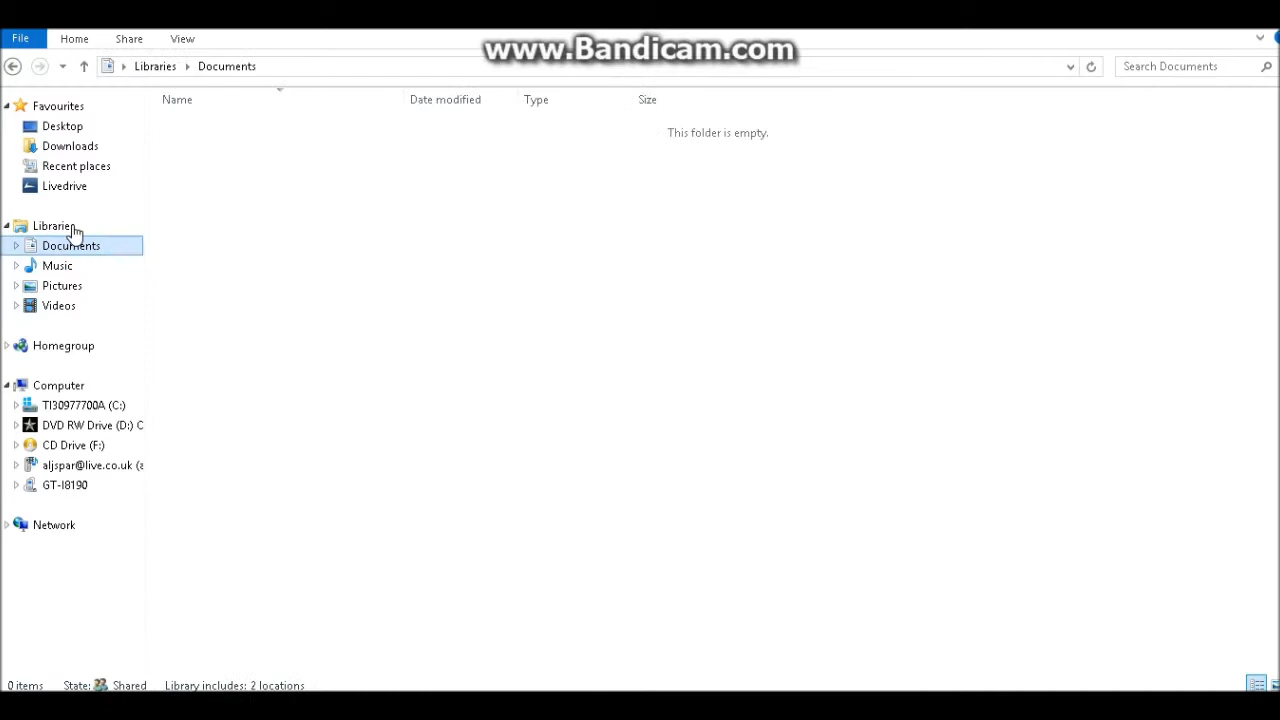 www.Bandicam.com
File Home Share View
Libraries Documents
Search Documents
Name Date modified Type Size
This folder is empty.
Favourites
Desktop
Downloads
Recent places
Livedrive
Libraries
Documents
Music
Pictures
Videos
Homegroup
Computer
TI30977700A (C:)
DVD RW Drive (D:) C
CD Drive (F:)
aljspar@live.co.uk (a
GT-I8190
Network
0 items State: Shared Library includes: 2 locations